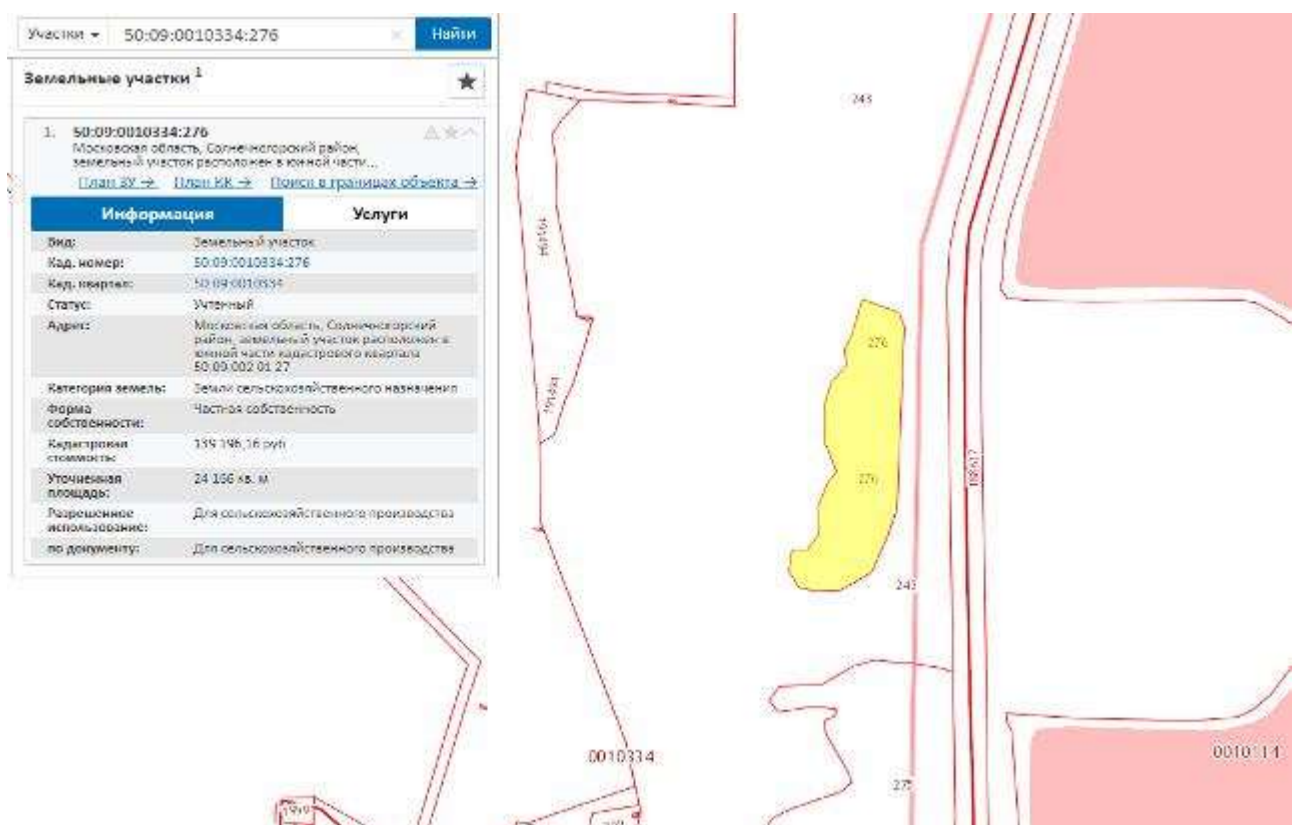 Участки
50:09:0010334:276
Найти
Земельные участки 1
1. 50:09:0010334:276
Московская область, Солнечногорский район,
земельный участок расположен в южной части...
План ЗУ → План КК → Поиск в границах объекта →
Информация Услуги
Вид: Земельный участок
Кад. номер: 50:09:0010334:276
Кад. квартал: 50:09:0010334
Статус: Учтенный
Адрес: Московская область, Солнечногорский
район, земельный участок расположен в
южной части кадастрового квартала
50:09:002 01 27
Категория земель: Земли сельскохозяйственного назначения
Форма собственности: Частная собственность
Кадастровая стоимость: 139 196,16 руб
Уточненная площадь: 24 166 кв. м
Разрешенное использование: Для сельскохозяйственного производства
по документу: Для сельскохозяйственного производства
243
276
276
243
0010334
0010114